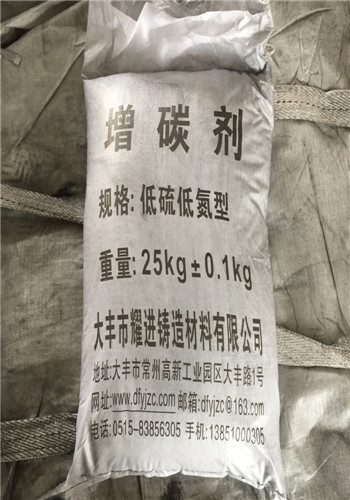 增碳剂
规格:低硫低氮型
重量:25kg±0.1kg
大丰市耀进铸造材料有限公司
地址:大丰市常州高新工业园区大丰路1号
网址:www.dfyjzc.com 邮箱:dfyjzc@163.com
电话:0515-83856305 手机:13851000305